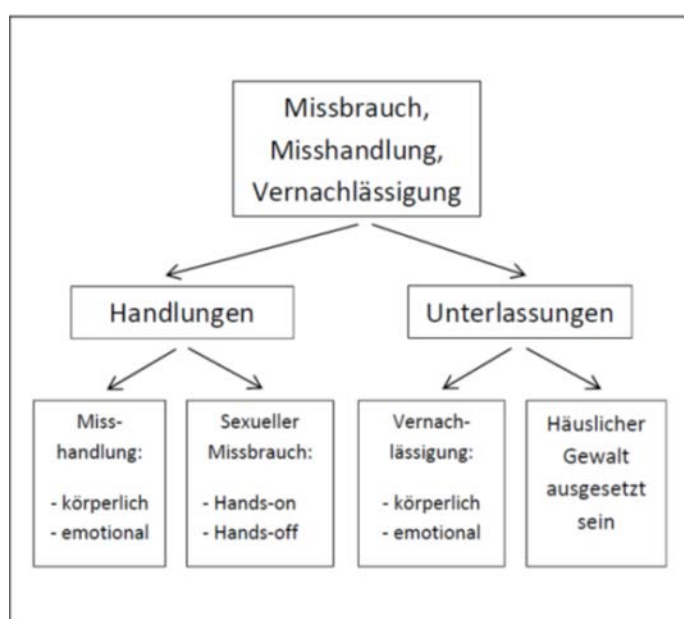 Missbrauch,
Misshandlung,
Vernachlässigung
Handlungen
Unterlassungen
Miss-
handlung:
- körperlich
- emotional
Sexueller
Missbrauch:
- Hands-on
- Hands-off
Vernach-
lässigung:
- körperlich
- emotional
Häuslicher
Gewalt
ausgesetzt
sein